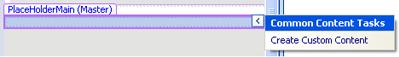 PlaceHolderMain (Master)
Common Content Tasks
Create Custom Content